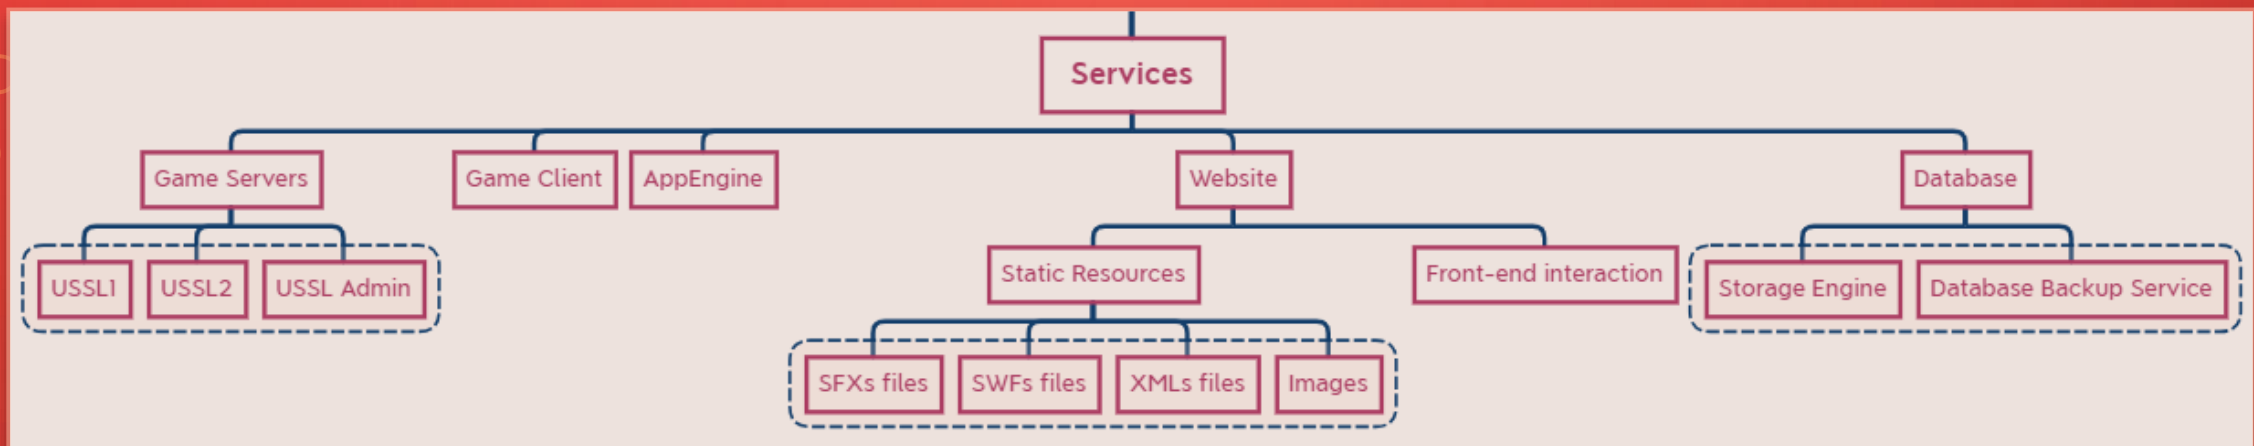 Services
Game Servers
Game Client
AppEngine
Website
Database
USSL1
USSL2
USSL Admin
Static Resources
Front-end interaction
Storage Engine
Database Backup Service
SFXs files
SWFs files
XMLs files
Images